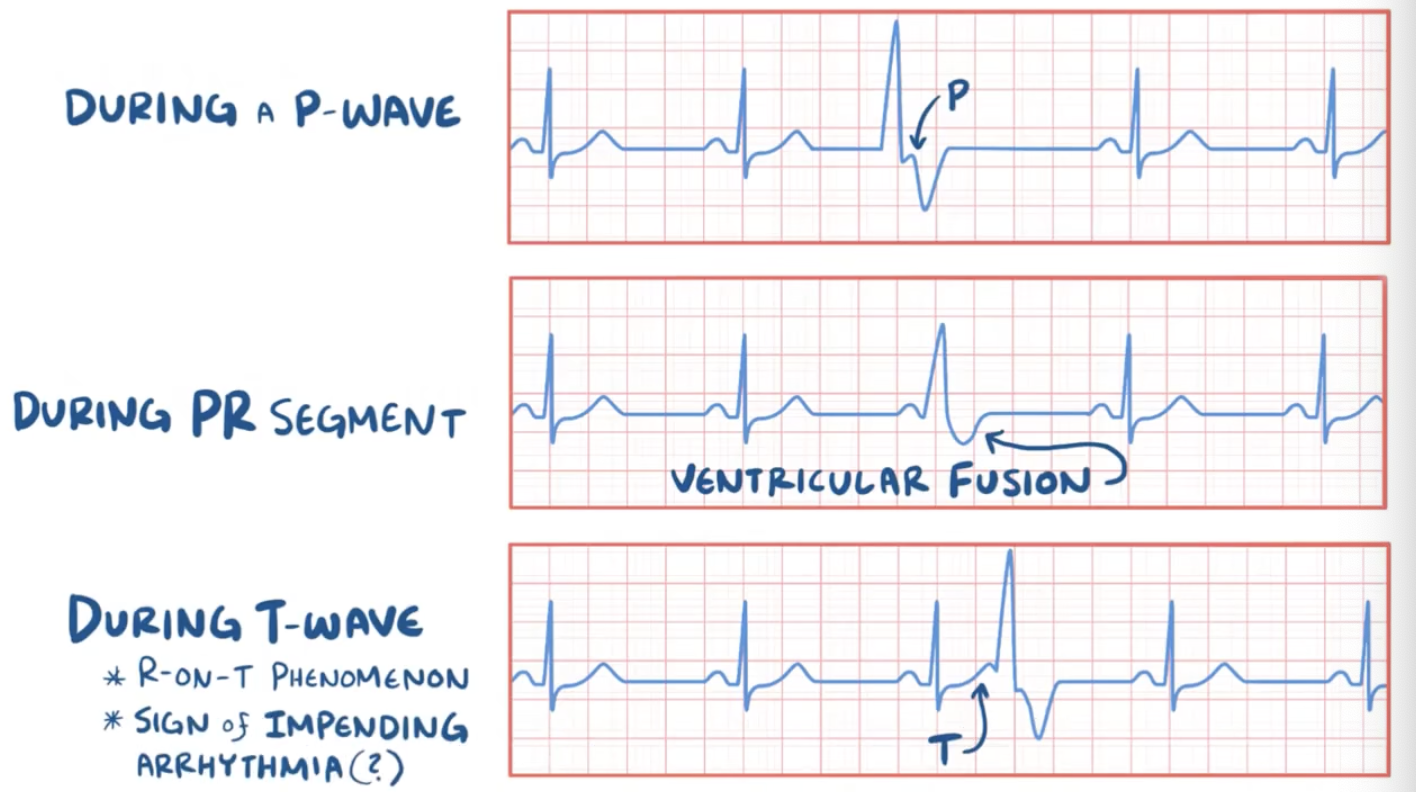 DURING A P-WAVE
P
DURING PR SEGMENT
VENTRICULAR FUSION
DURING T-WAVE
* R-ON-T PHENOMENON
* SIGN of IMPENDING
ARRHYTHMIA (?)
T